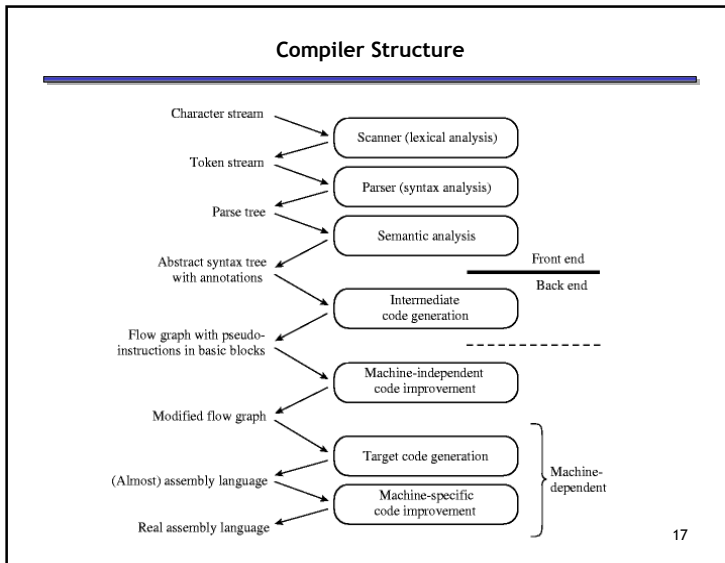 Compiler Structure
Character stream
Scanner (lexical analysis)
Token stream
Parser (syntax analysis)
Parse tree
Semantic analysis
Abstract syntax tree
with annotations
Front end
Back end
Intermediate
code generation
Flow graph with pseudo-
instructions in basic blocks
Machine-independent
code improvement
Modified flow graph
Target code generation
(Almost) assembly language
Machine-
dependent
Machine-specific
code improvement
Real assembly language
17